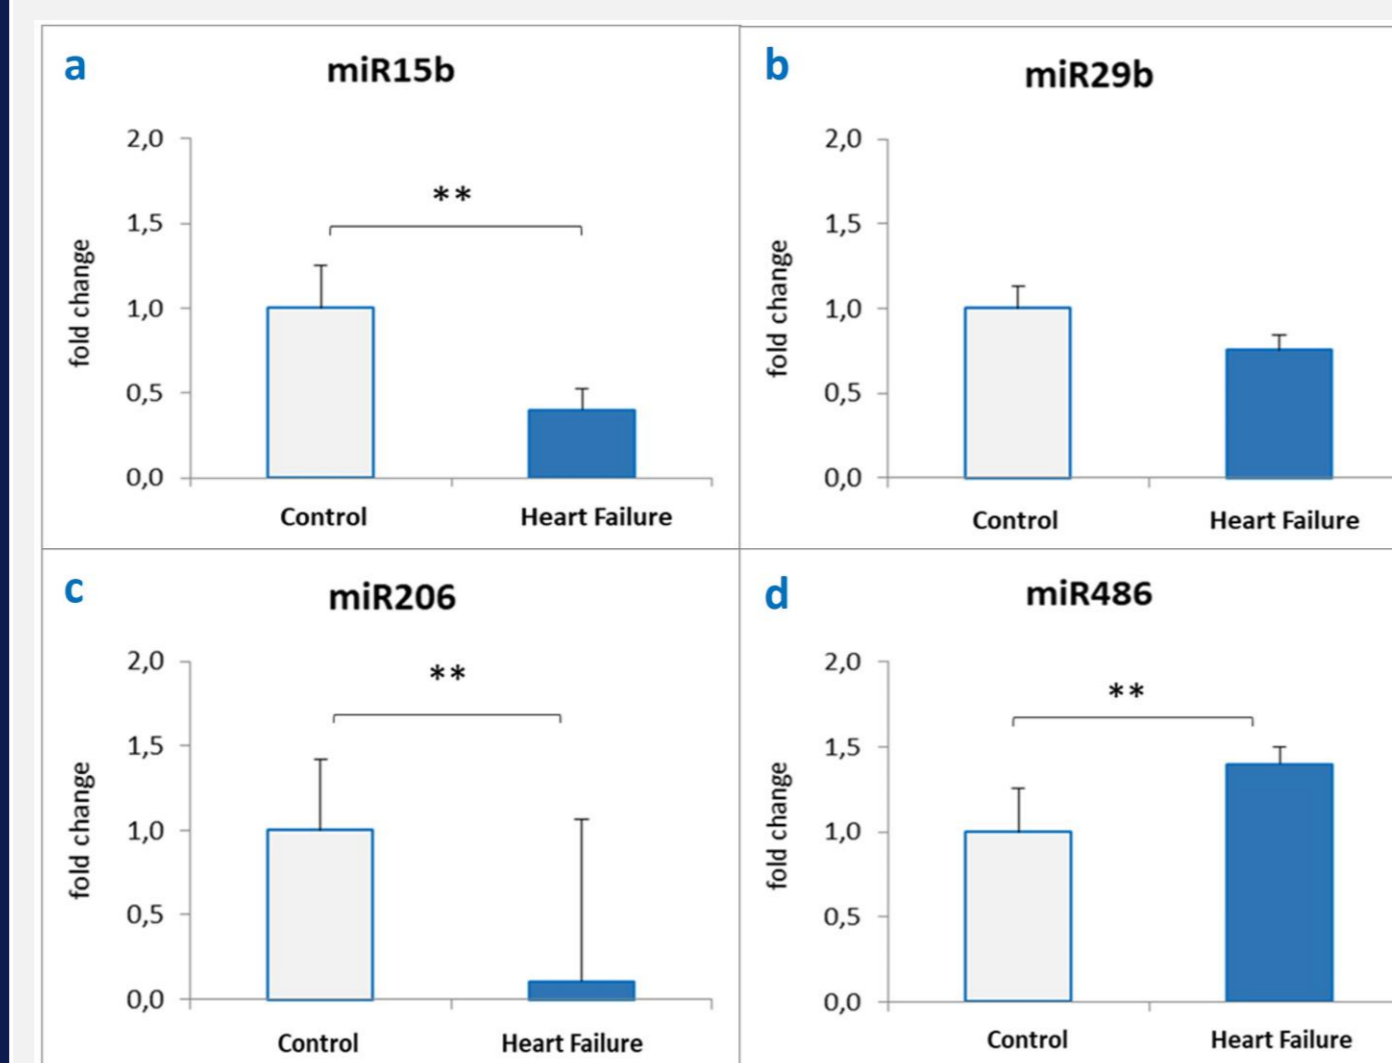 a
miR15b
2,0
1,5
1,0
0,5
0,0
fold change
**
Control Heart Failure
b
miR29b
2,0
1,5
1,0
0,5
0,0
fold change
Control Heart Failure
c
miR206
2,0
1,5
1,0
0,5
0,0
fold change
**
Control Heart Failure
d
miR486
2,0
1,5
1,0
0,5
0,0
fold change
**
Control Heart Failure